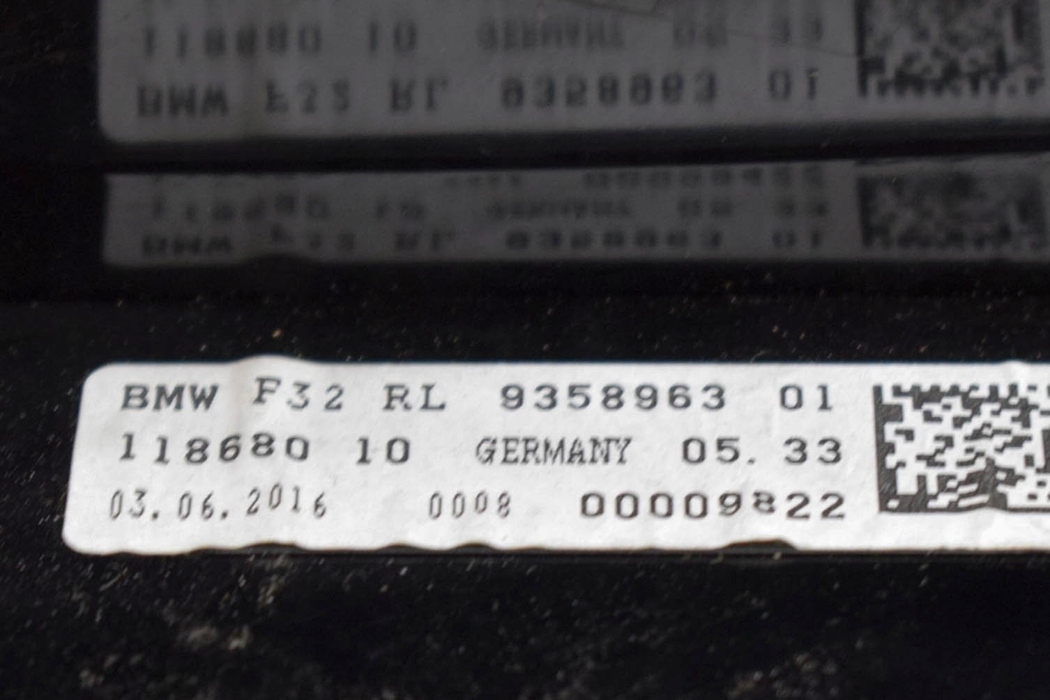 BMW F32 RL 9358963 01
118680 10 GERMANY 05. 33
03.06.2016 0008 00009822